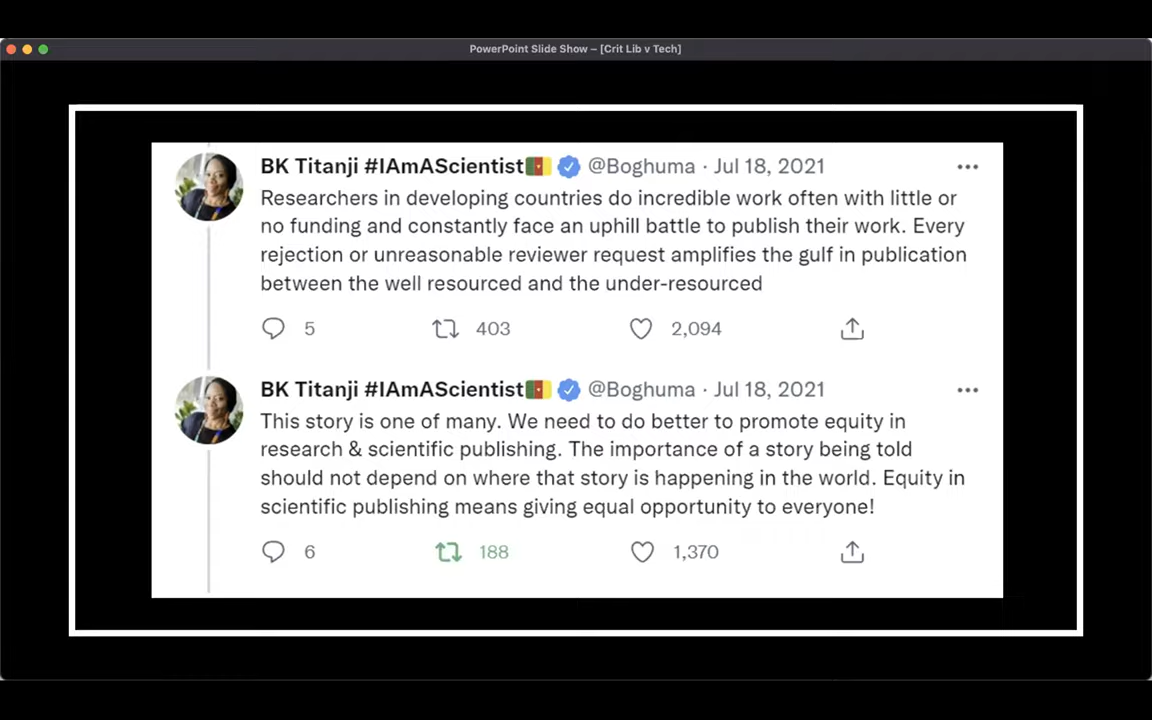 PowerPoint Slide Show – [Crit Lib v Tech]
BK Titanji #IAmAScientist🇨🇲 @Boghuma · Jul 18, 2021
Researchers in developing countries do incredible work often with little or
no funding and constantly face an uphill battle to publish their work. Every
rejection or unreasonable reviewer request amplifies the gulf in publication
between the well resourced and the under-resourced
5 403 2,094
BK Titanji #IAmAScientist🇨🇲 @Boghuma · Jul 18, 2021
This story is one of many. We need to do better to promote equity in
research & scientific publishing. The importance of a story being told
should not depend on where that story is happening in the world. Equity in
scientific publishing means giving equal opportunity to everyone!
6 188 1,370